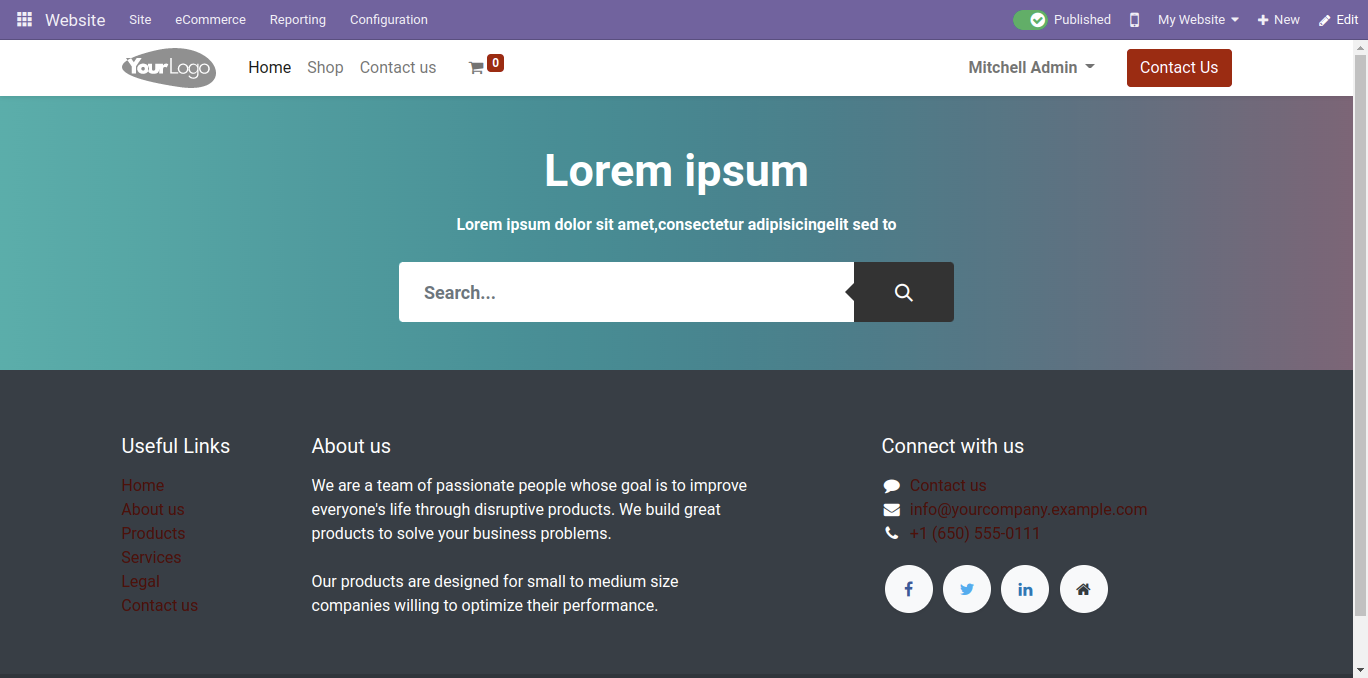 Website Site eCommerce Reporting Configuration Published My Website New Edit
YourLogo Home Shop Contact us 0 Mitchell Admin Contact Us
Lorem ipsum
Lorem ipsum dolor sit amet,consectetur adipisicingelit sed to
Search...
Useful Links
Home
About us
Products
Services
Legal
Contact us
About us
We are a team of passionate people whose goal is to improve
everyone's life through disruptive products. We build great
products to solve your business problems.
Our products are designed for small to medium size
companies willing to optimize their performance.
Connect with us
Contact us
info@yourcompany.example.com
+1 (650) 555-0111